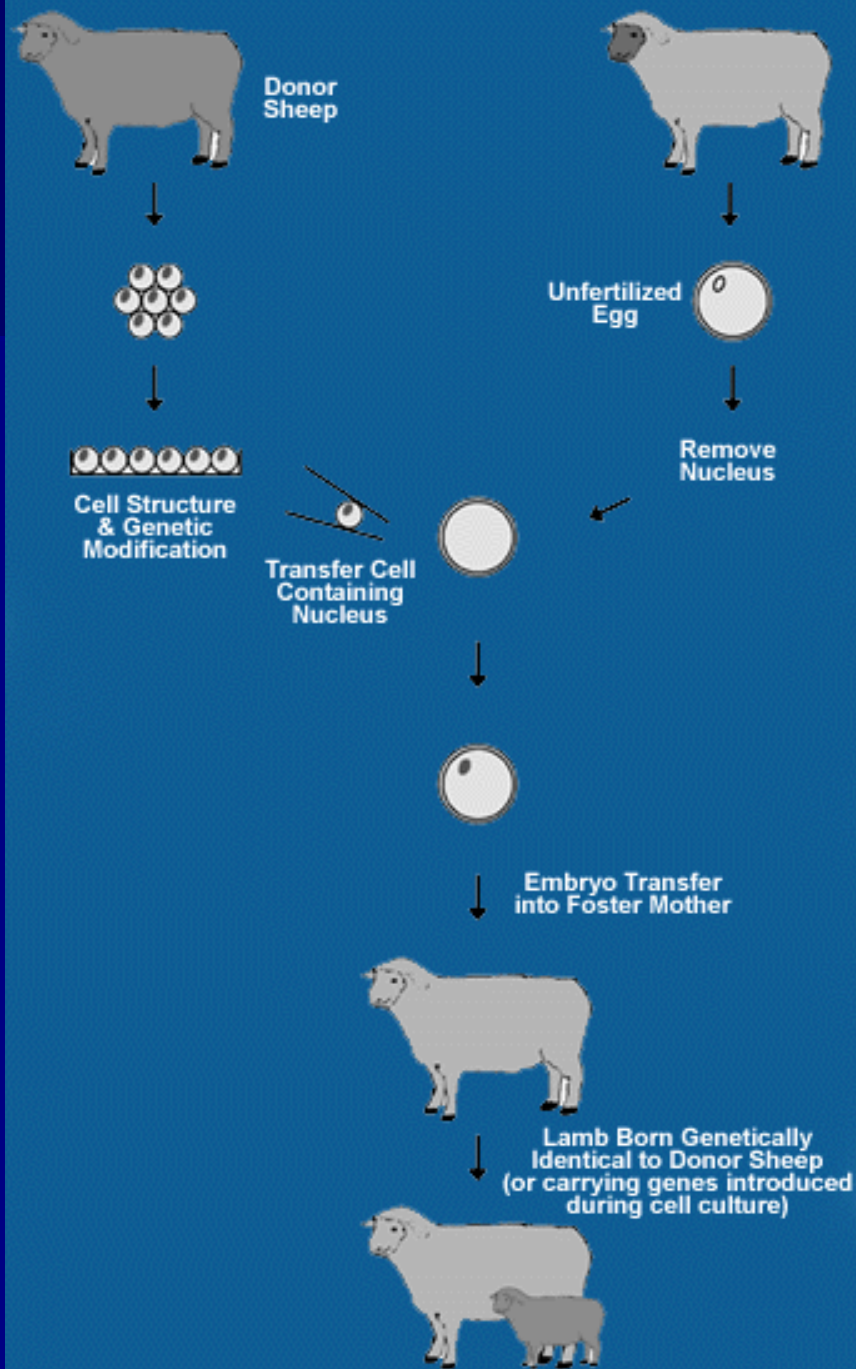 Donor
Sheep
Unfertilized
Egg
Remove
Nucleus
Cell Structure
& Genetic
Modification
Transfer Cell
Containing
Nucleus
Embryo Transfer
into Foster Mother
Lamb Born Genetically
Identical to Donor Sheep
(or carrying genes introduced
during cell culture)